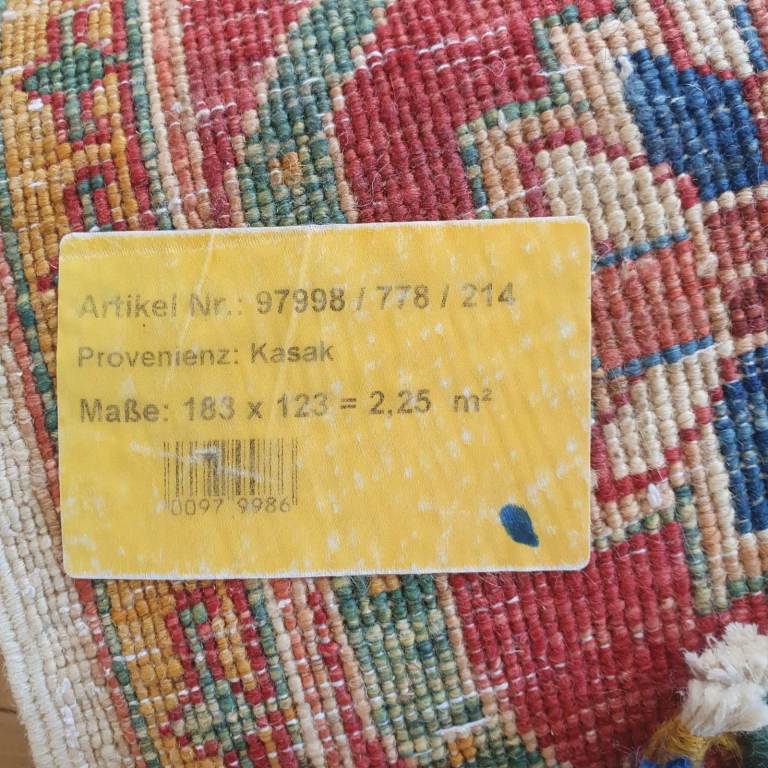 Artikel Nr.: 97998 / 778 / 214
Provenienz: Kasak
Maße: 183 x 123 = 2,25 m²
0097 9986